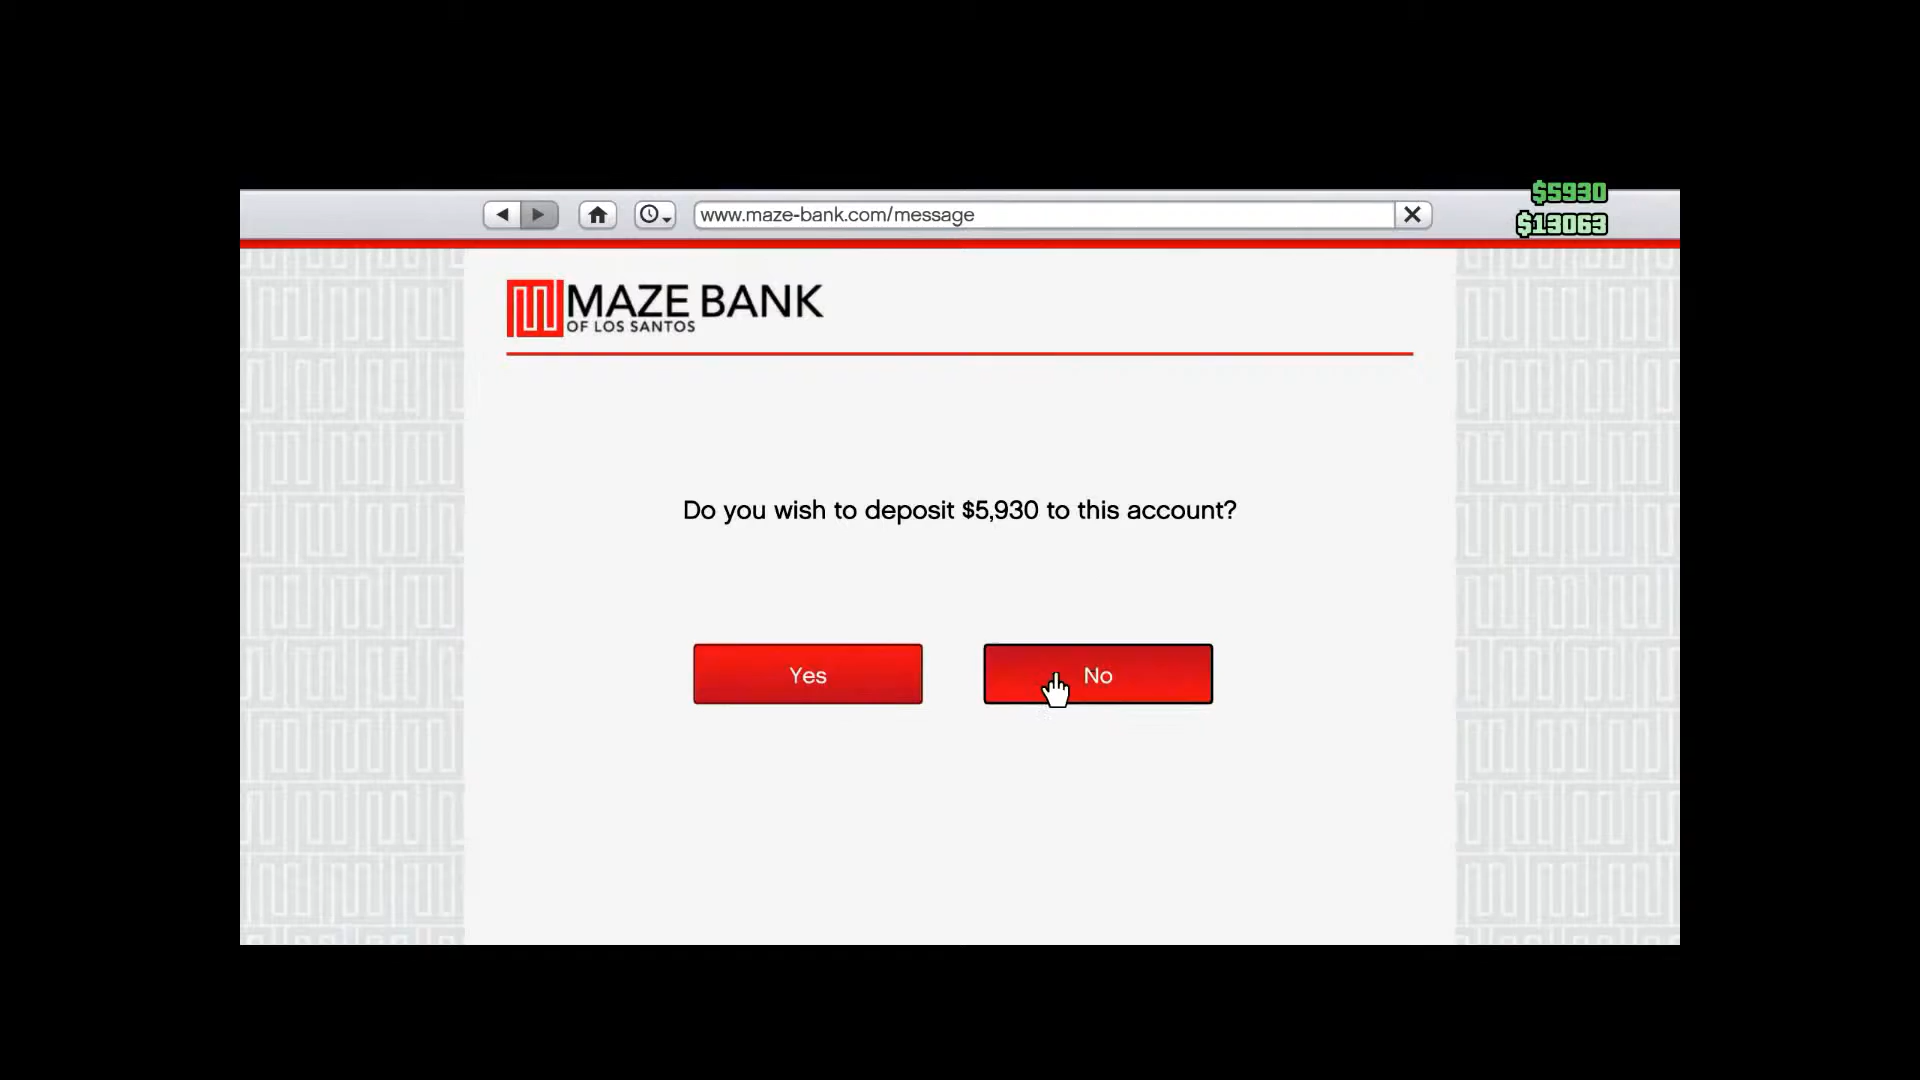 www.maze-bank.com/message
$5930
$13063
MAZE BANK
OF LOS SANTOS
Do you wish to deposit $5,930 to this account?
Yes
No